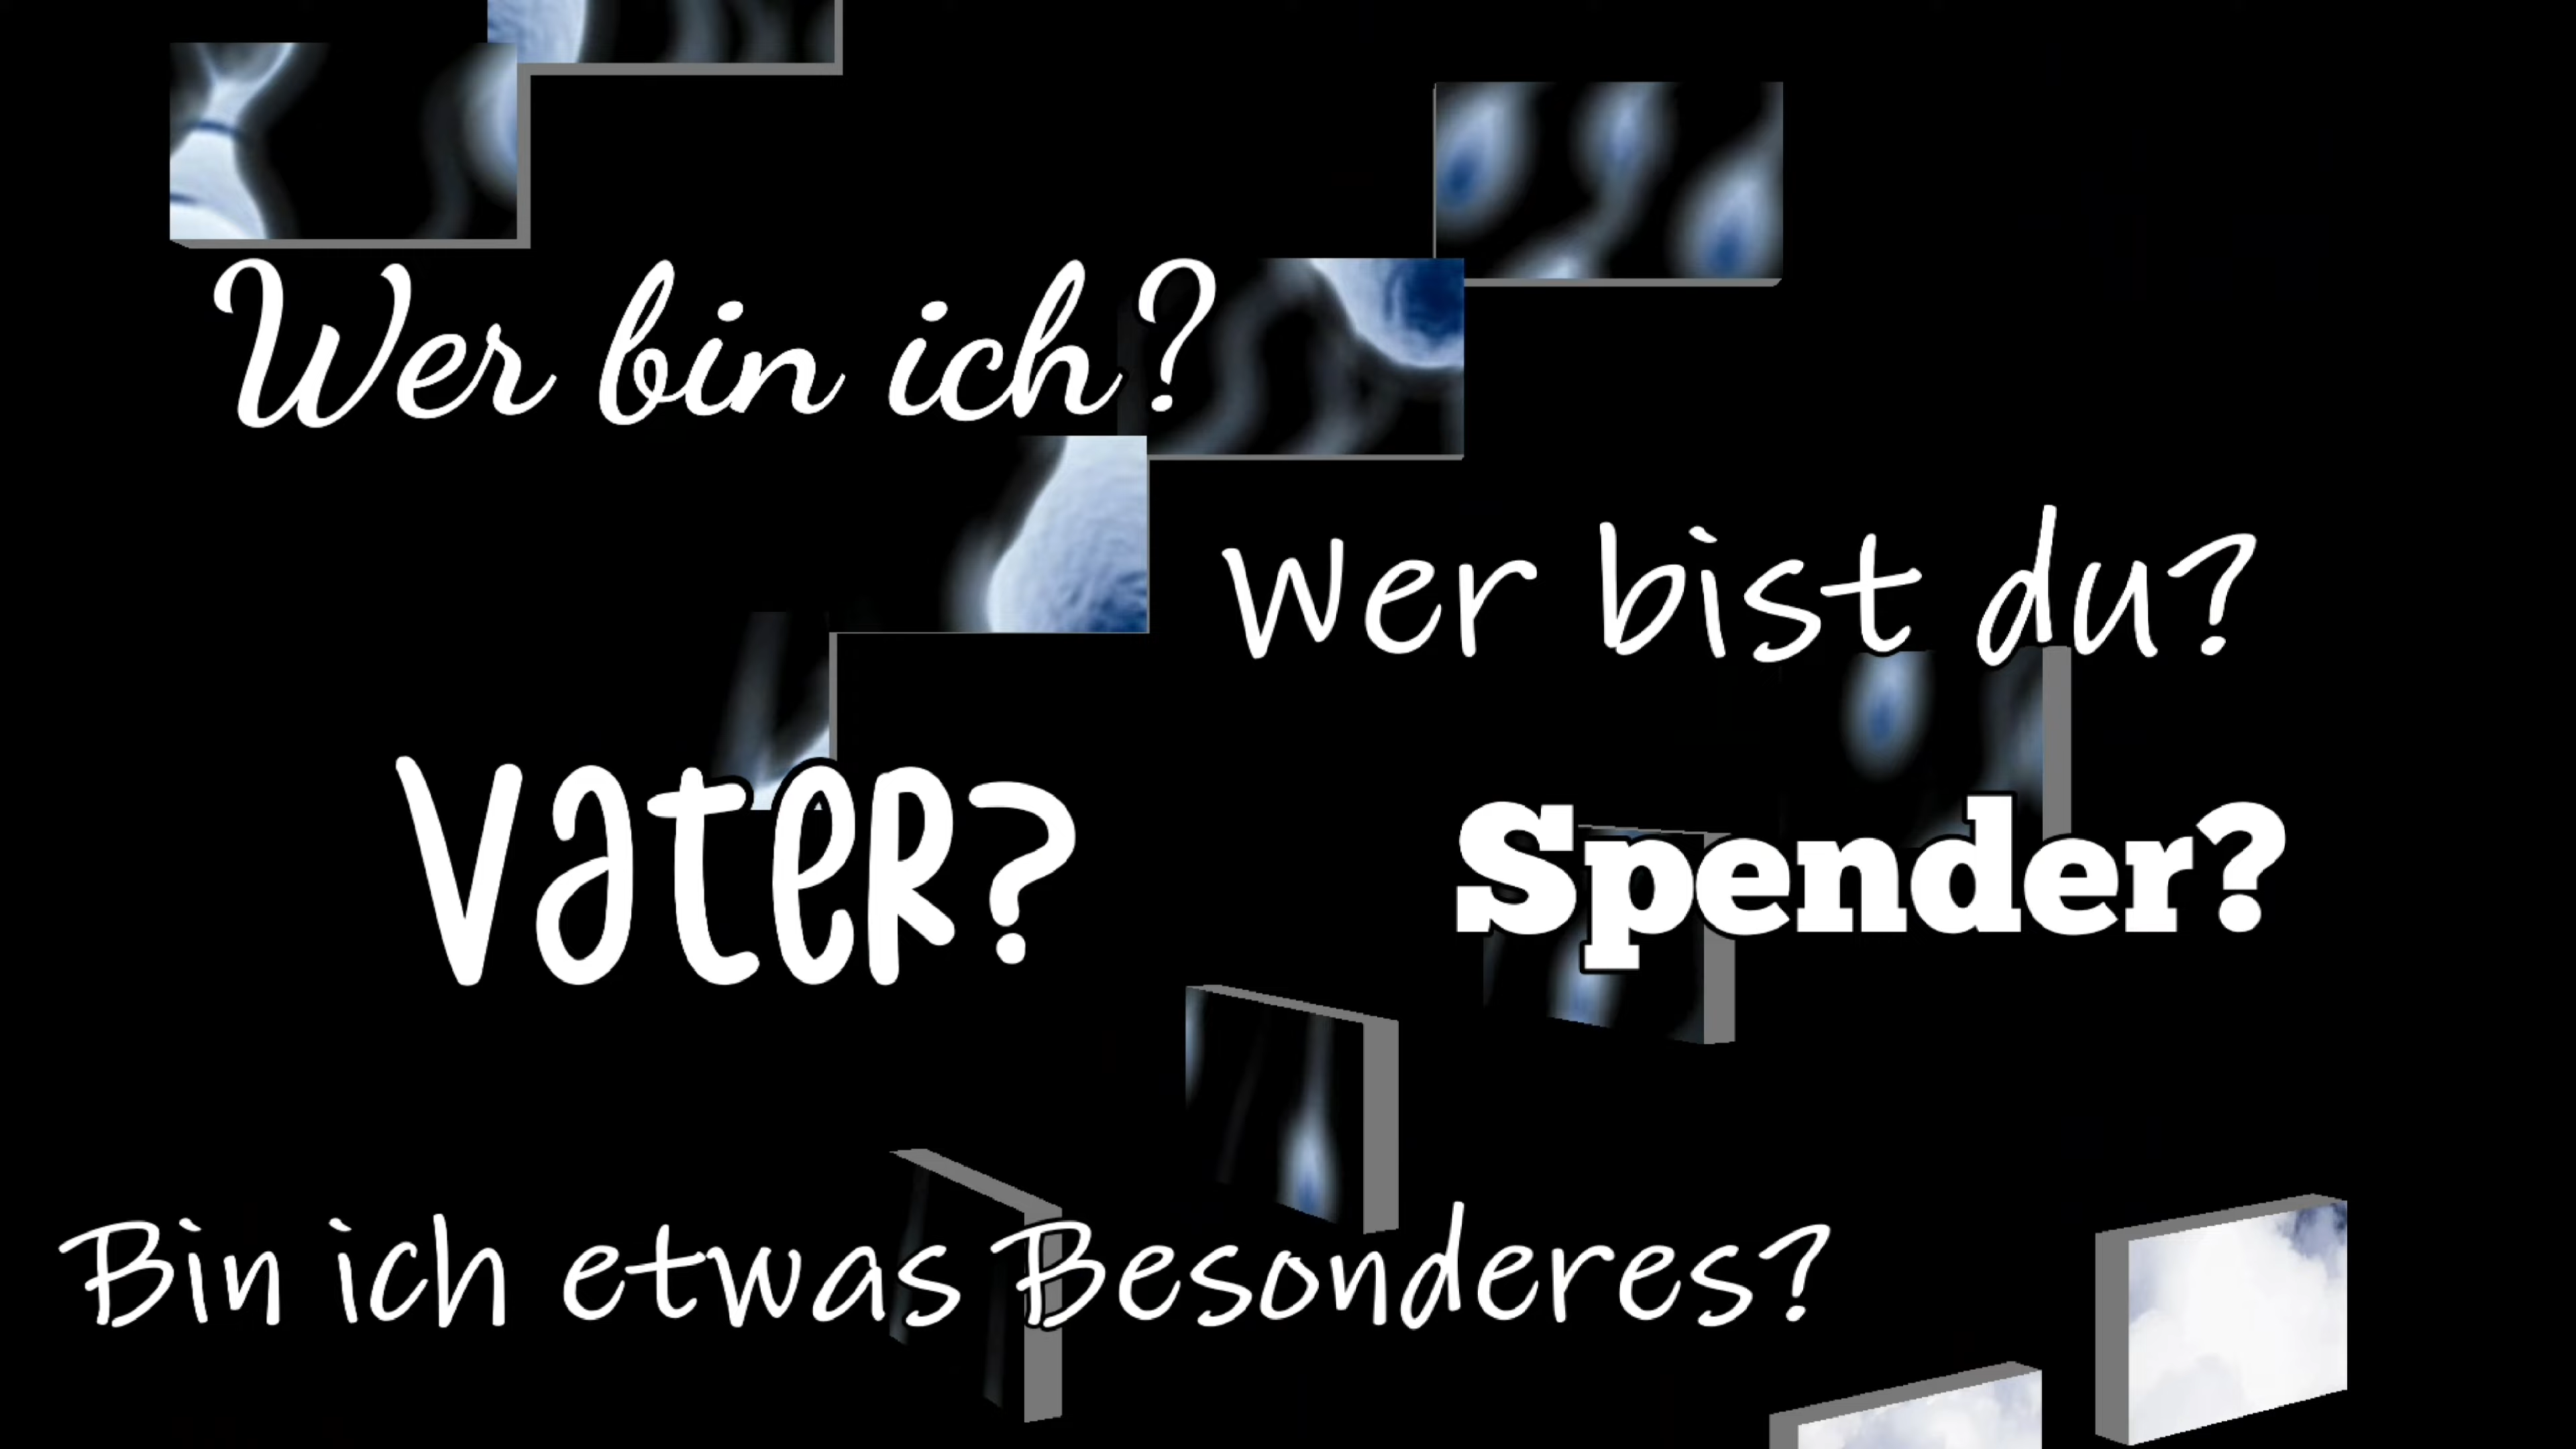 Wer bin ich?
Wer bist du?
Vater?
Spender?
Bin ich etwas Besonderes?